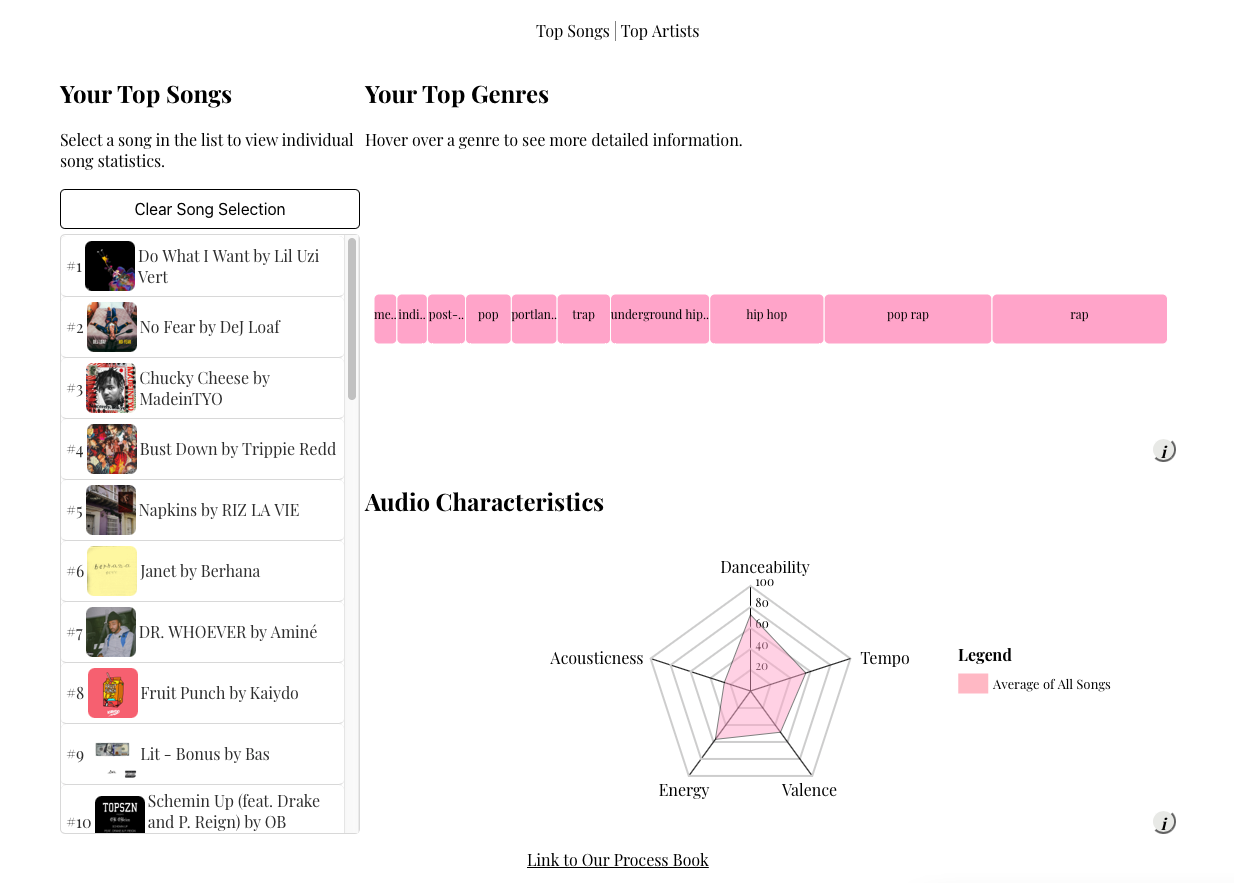 Top Songs | Top Artists
Your Top Songs
Select a song in the list to view individual
song statistics.
Clear Song Selection
#1 Do What I Want by Lil Uzi
Vert
#2 No Fear by DeJ Loaf
#3 Chucky Cheese by
MadeinTYO
#4 Bust Down by Trippie Redd
#5 Napkins by RIZ LA VIE
#6 Janet by Berhana
#7 DR. WHOEVER by Aminé
#8 Fruit Punch by Kaiydo
#9 Lit - Bonus by Bas
#10 TOPSZN Schemin Up (feat. Drake
and P. Reign) by OB
Your Top Genres
Hover over a genre to see more detailed information.
me.. indi.. post-.. pop portlan.. trap underground hip.. hip hop pop rap rap
i
Audio Characteristics
Danceability
100
80
60
40
20
Acousticness
Tempo
Energy
Valence
Legend
Average of All Songs
i
Link to Our Process Book